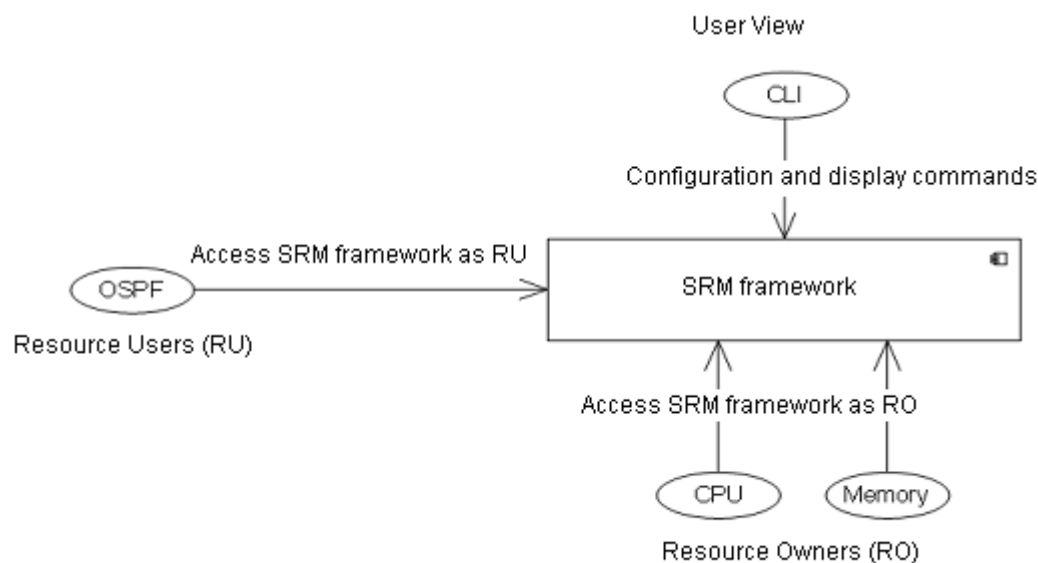 User View
CLI
Configuration and display commands
Access SRM framework as RU
SRM framework
OSPF
Resource Users (RU)
Access SRM framework as RO
CPU
Memory
Resource Owners (RO)